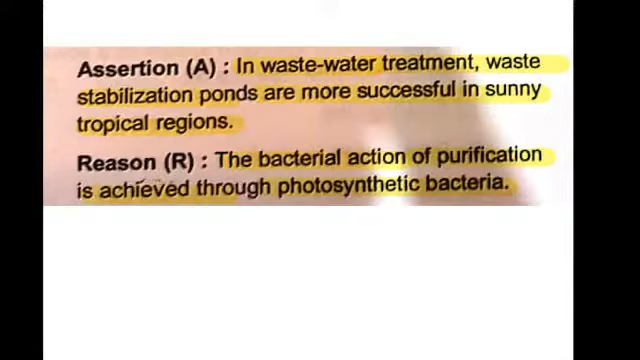 Assertion (A) : In waste-water treatment, waste
stabilization ponds are more successful in sunny
tropical regions.
Reason (R) : The bacterial action of purification
is achieved through photosynthetic bacteria.